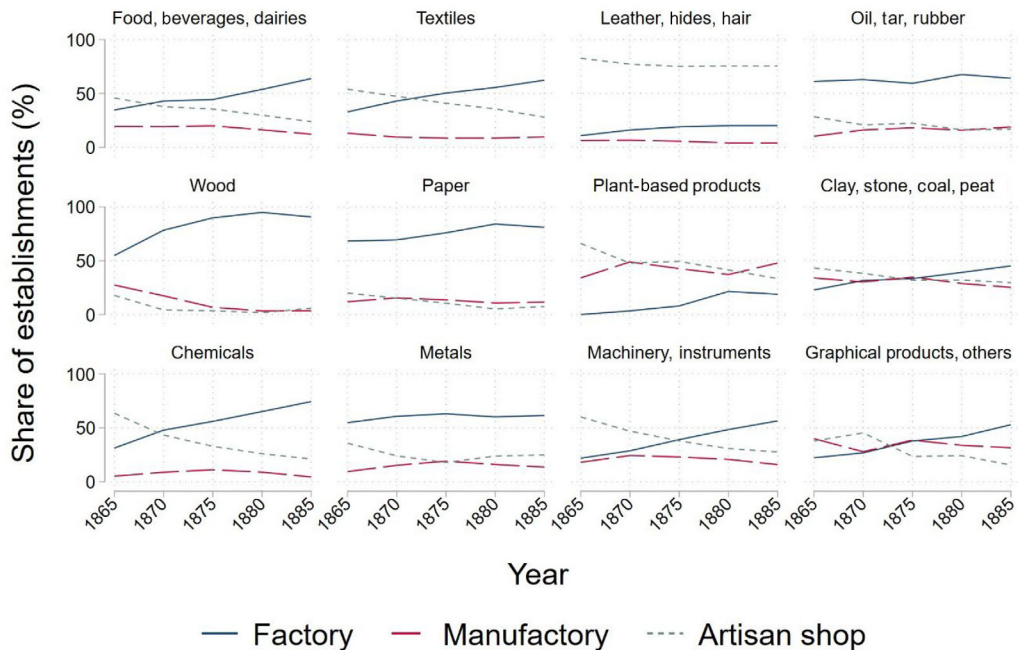 Food, beverages, dairies
Textiles
Leather, hides, hair
Oil, tar, rubber
100
50
0
Wood
Paper
Plant-based products
Clay, stone, coal, peat
100
50
0
Chemicals
Metals
Machinery, instruments
Graphical products, others
100
50
0
Share of establishments (%)
1865
1870
1875
1880
1885
1865
1870
1875
1880
1885
1865
1870
1875
1880
1885
1865
1870
1875
1880
1885
Year
Factory
Manufactory
Artisan shop